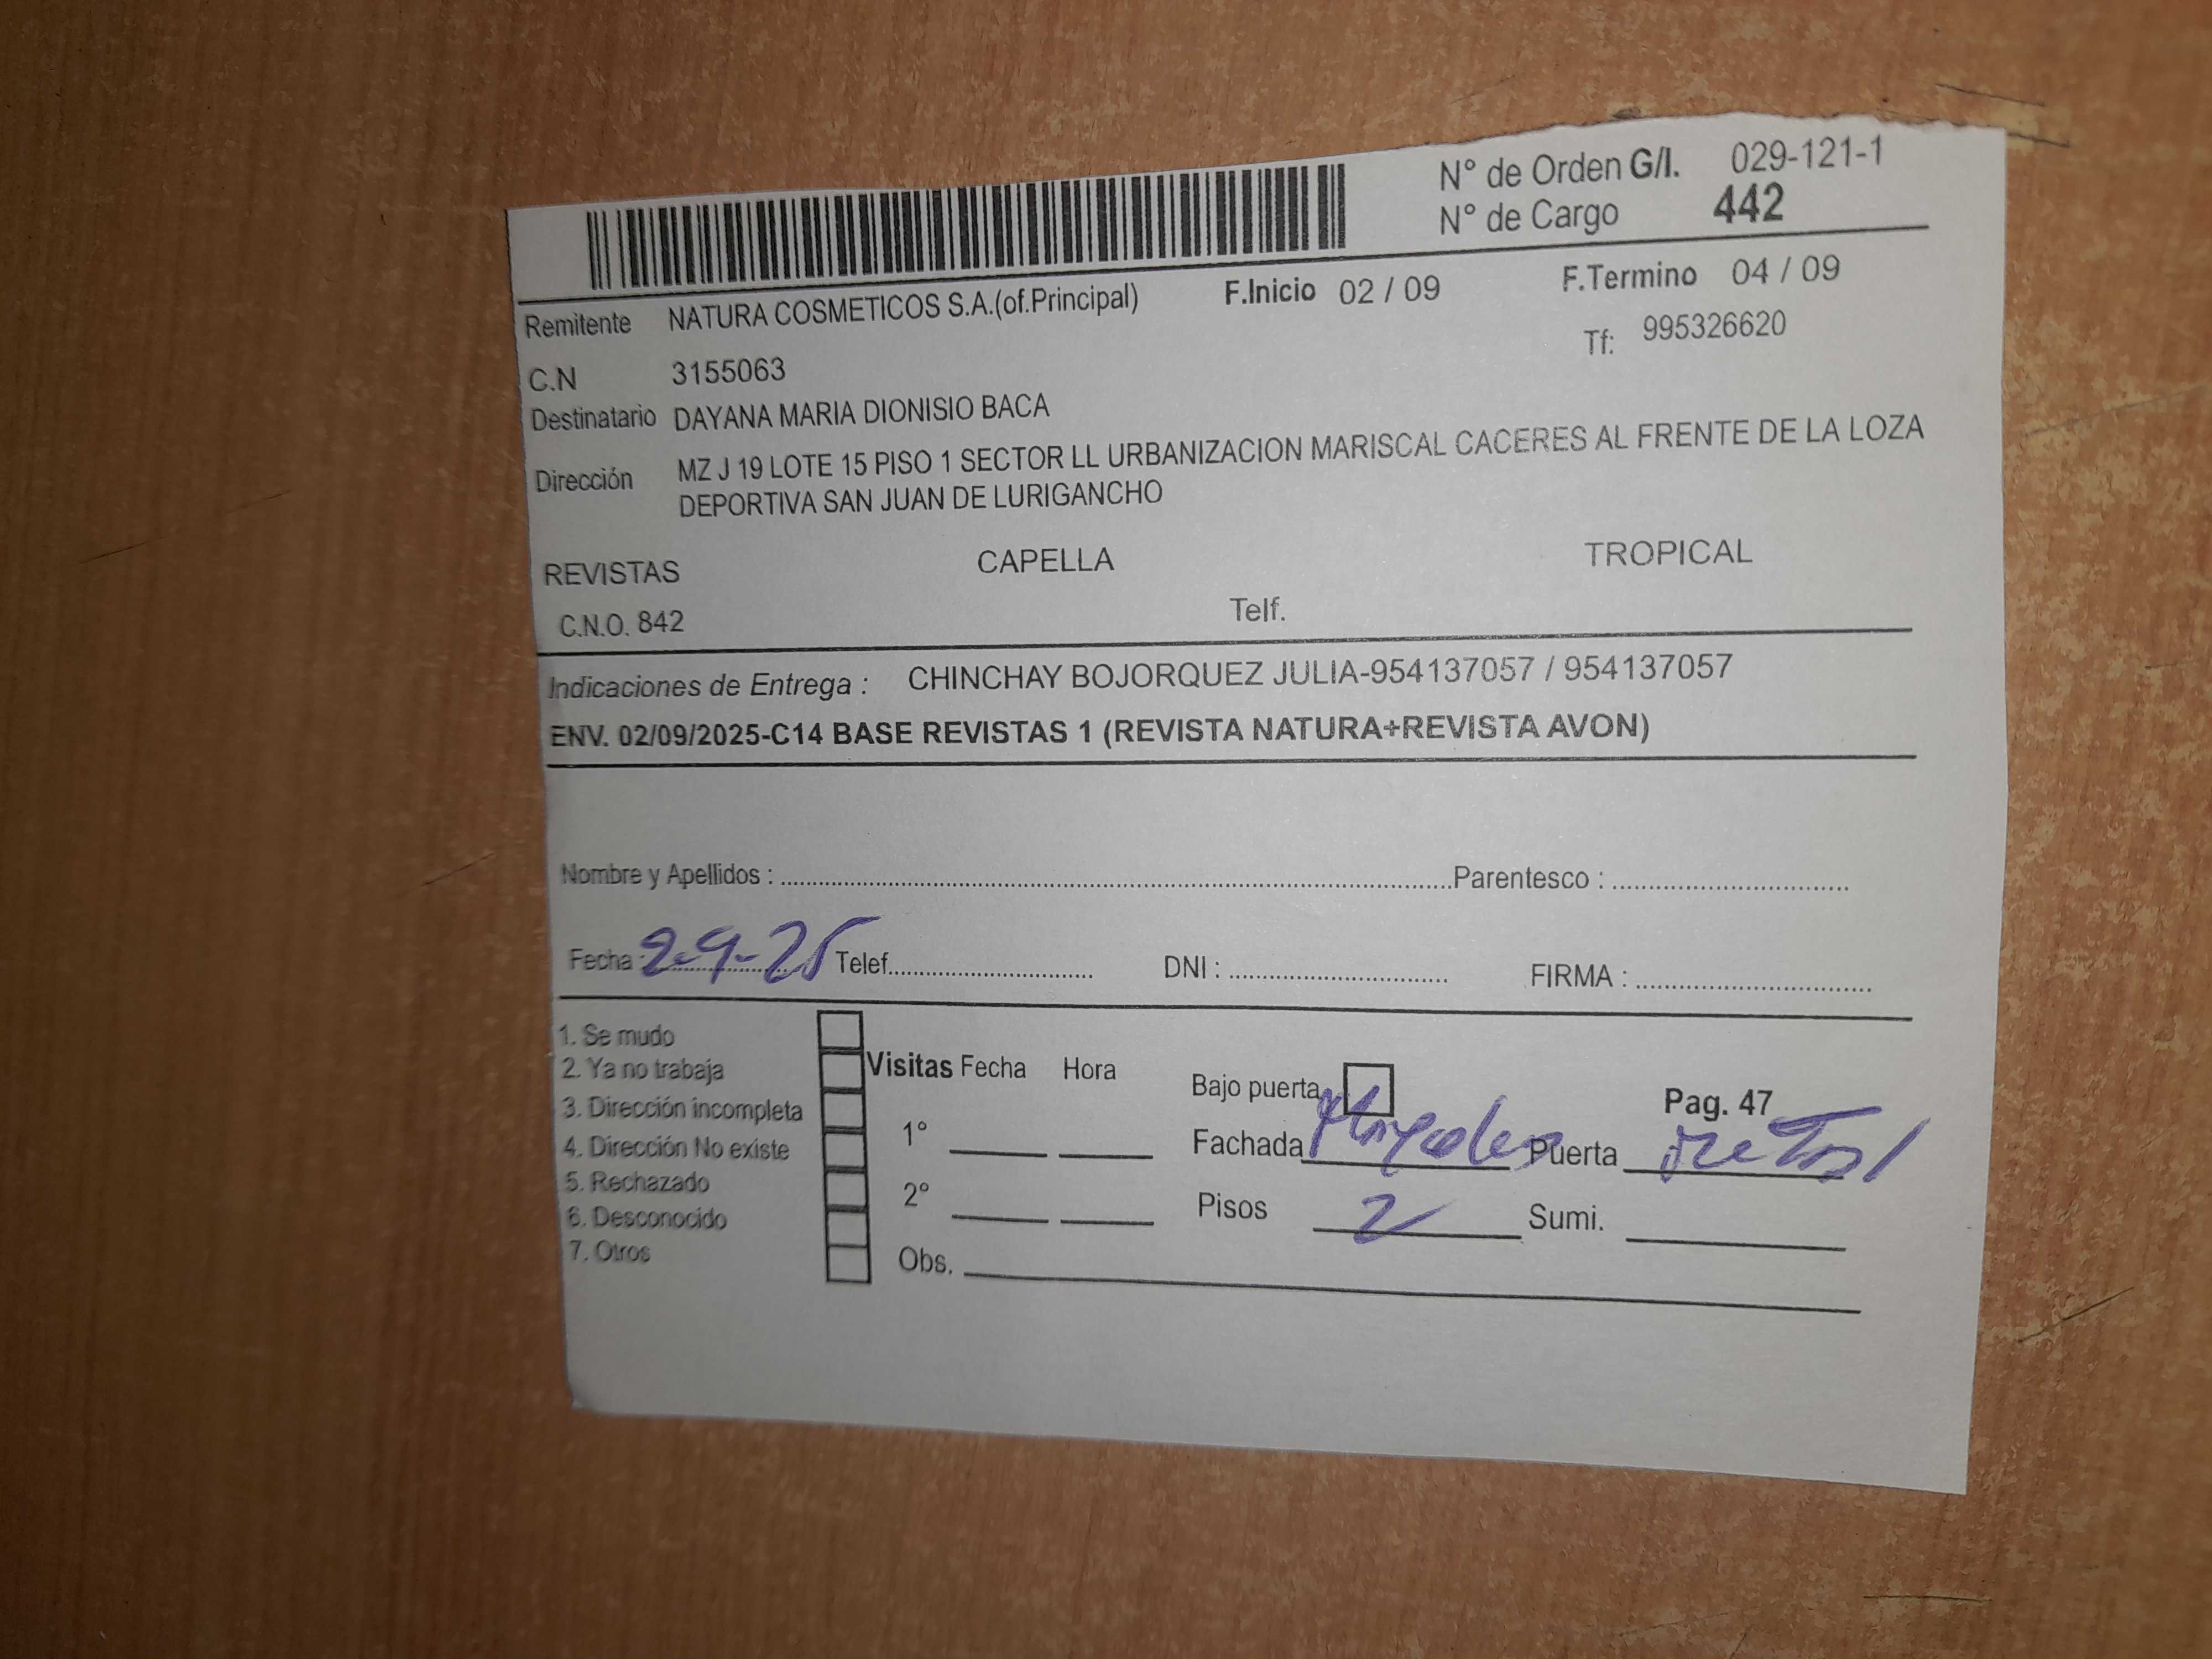 N° de Orden G/I. 029-121-1
N° de Cargo 442
Remitente NATURA COSMETICOS S.A.(of.Principal) F.Inicio 02 / 09 F.Termino 04 / 09
C.N 3155063 Tf: 995326620
Destinatario DAYANA MARIA DIONISIO BACA
Dirección MZ J 19 LOTE 15 PISO 1 SECTOR LL URBANIZACION MARISCAL CACERES AL FRENTE DE LA LOZA
DEPORTIVA SAN JUAN DE LURIGANCHO
REVISTAS CAPELLA TROPICAL
C.N.O. 842 Telf.
Indicaciones de Entrega : CHINCHAY BOJORQUEZ JULIA-954137057 / 954137057
ENV. 02/09/2025-C14 BASE REVISTAS 1 (REVISTA NATURA+REVISTA AVON)
Nombre y Apellidos : Parentesco :
Fecha : 2-9-25 Telef. DNI : FIRMA :
1. Se mudo
2. Ya no trabaja
3. Dirección incompleta
4. Dirección No existe
5. Rechazado
6. Desconocido
7. Otros
Visitas Fecha Hora
1°
2°
Obs.
Bajo puerta Pag. 47
Fachada Puerta metal
Pisos 2 Sumi.